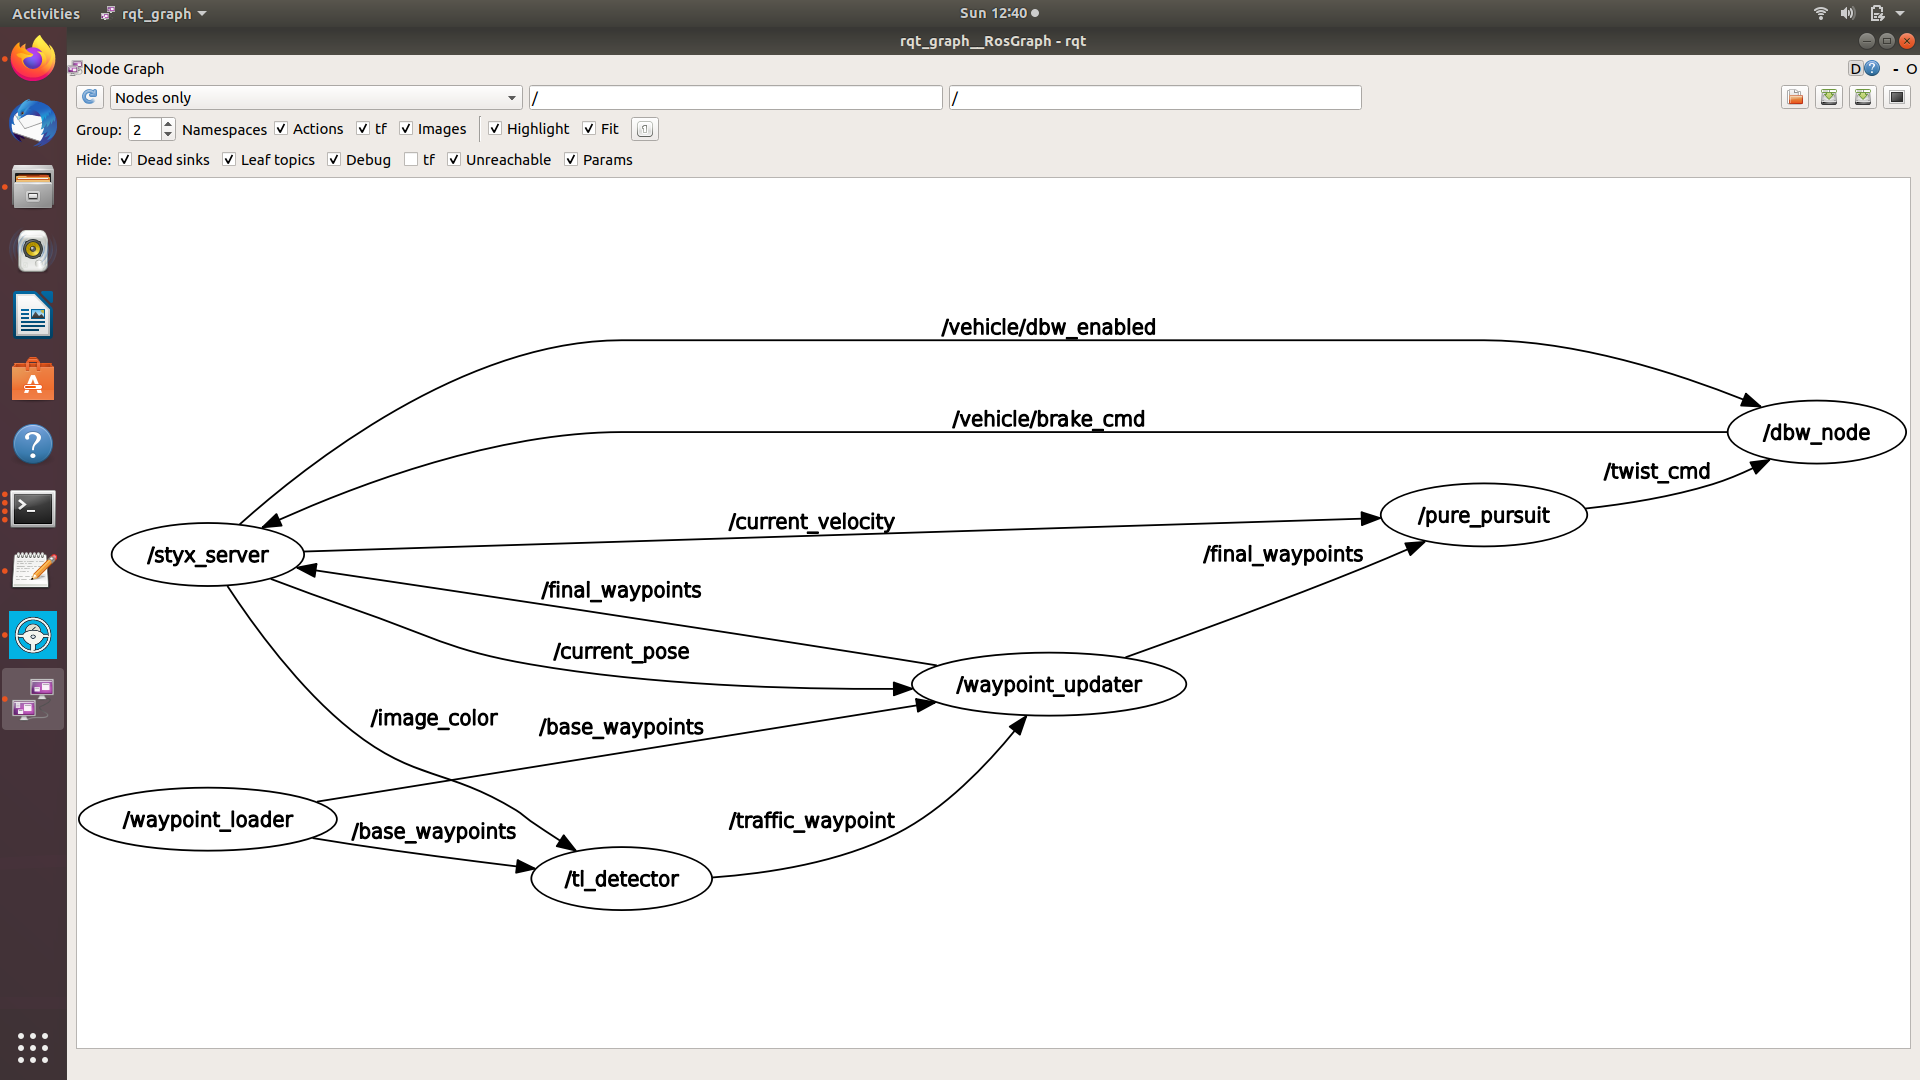 Activities rqt_graph Sun 12:40
rqt_graph__RosGraph - rqt
Node Graph D ? - O
Nodes only / /
Group: 2 Namespaces Actions tf Images Highlight Fit
Hide: Dead sinks Leaf topics Debug tf Unreachable Params
/vehicle/dbw_enabled
/vehicle/brake_cmd
/dbw_node
/twist_cmd
/current_velocity
/pure_pursuit
/styx_server
/final_waypoints
/final_waypoints
/current_pose
/waypoint_updater
/image_color
/base_waypoints
/waypoint_loader
/base_waypoints
/traffic_waypoint
/tl_detector